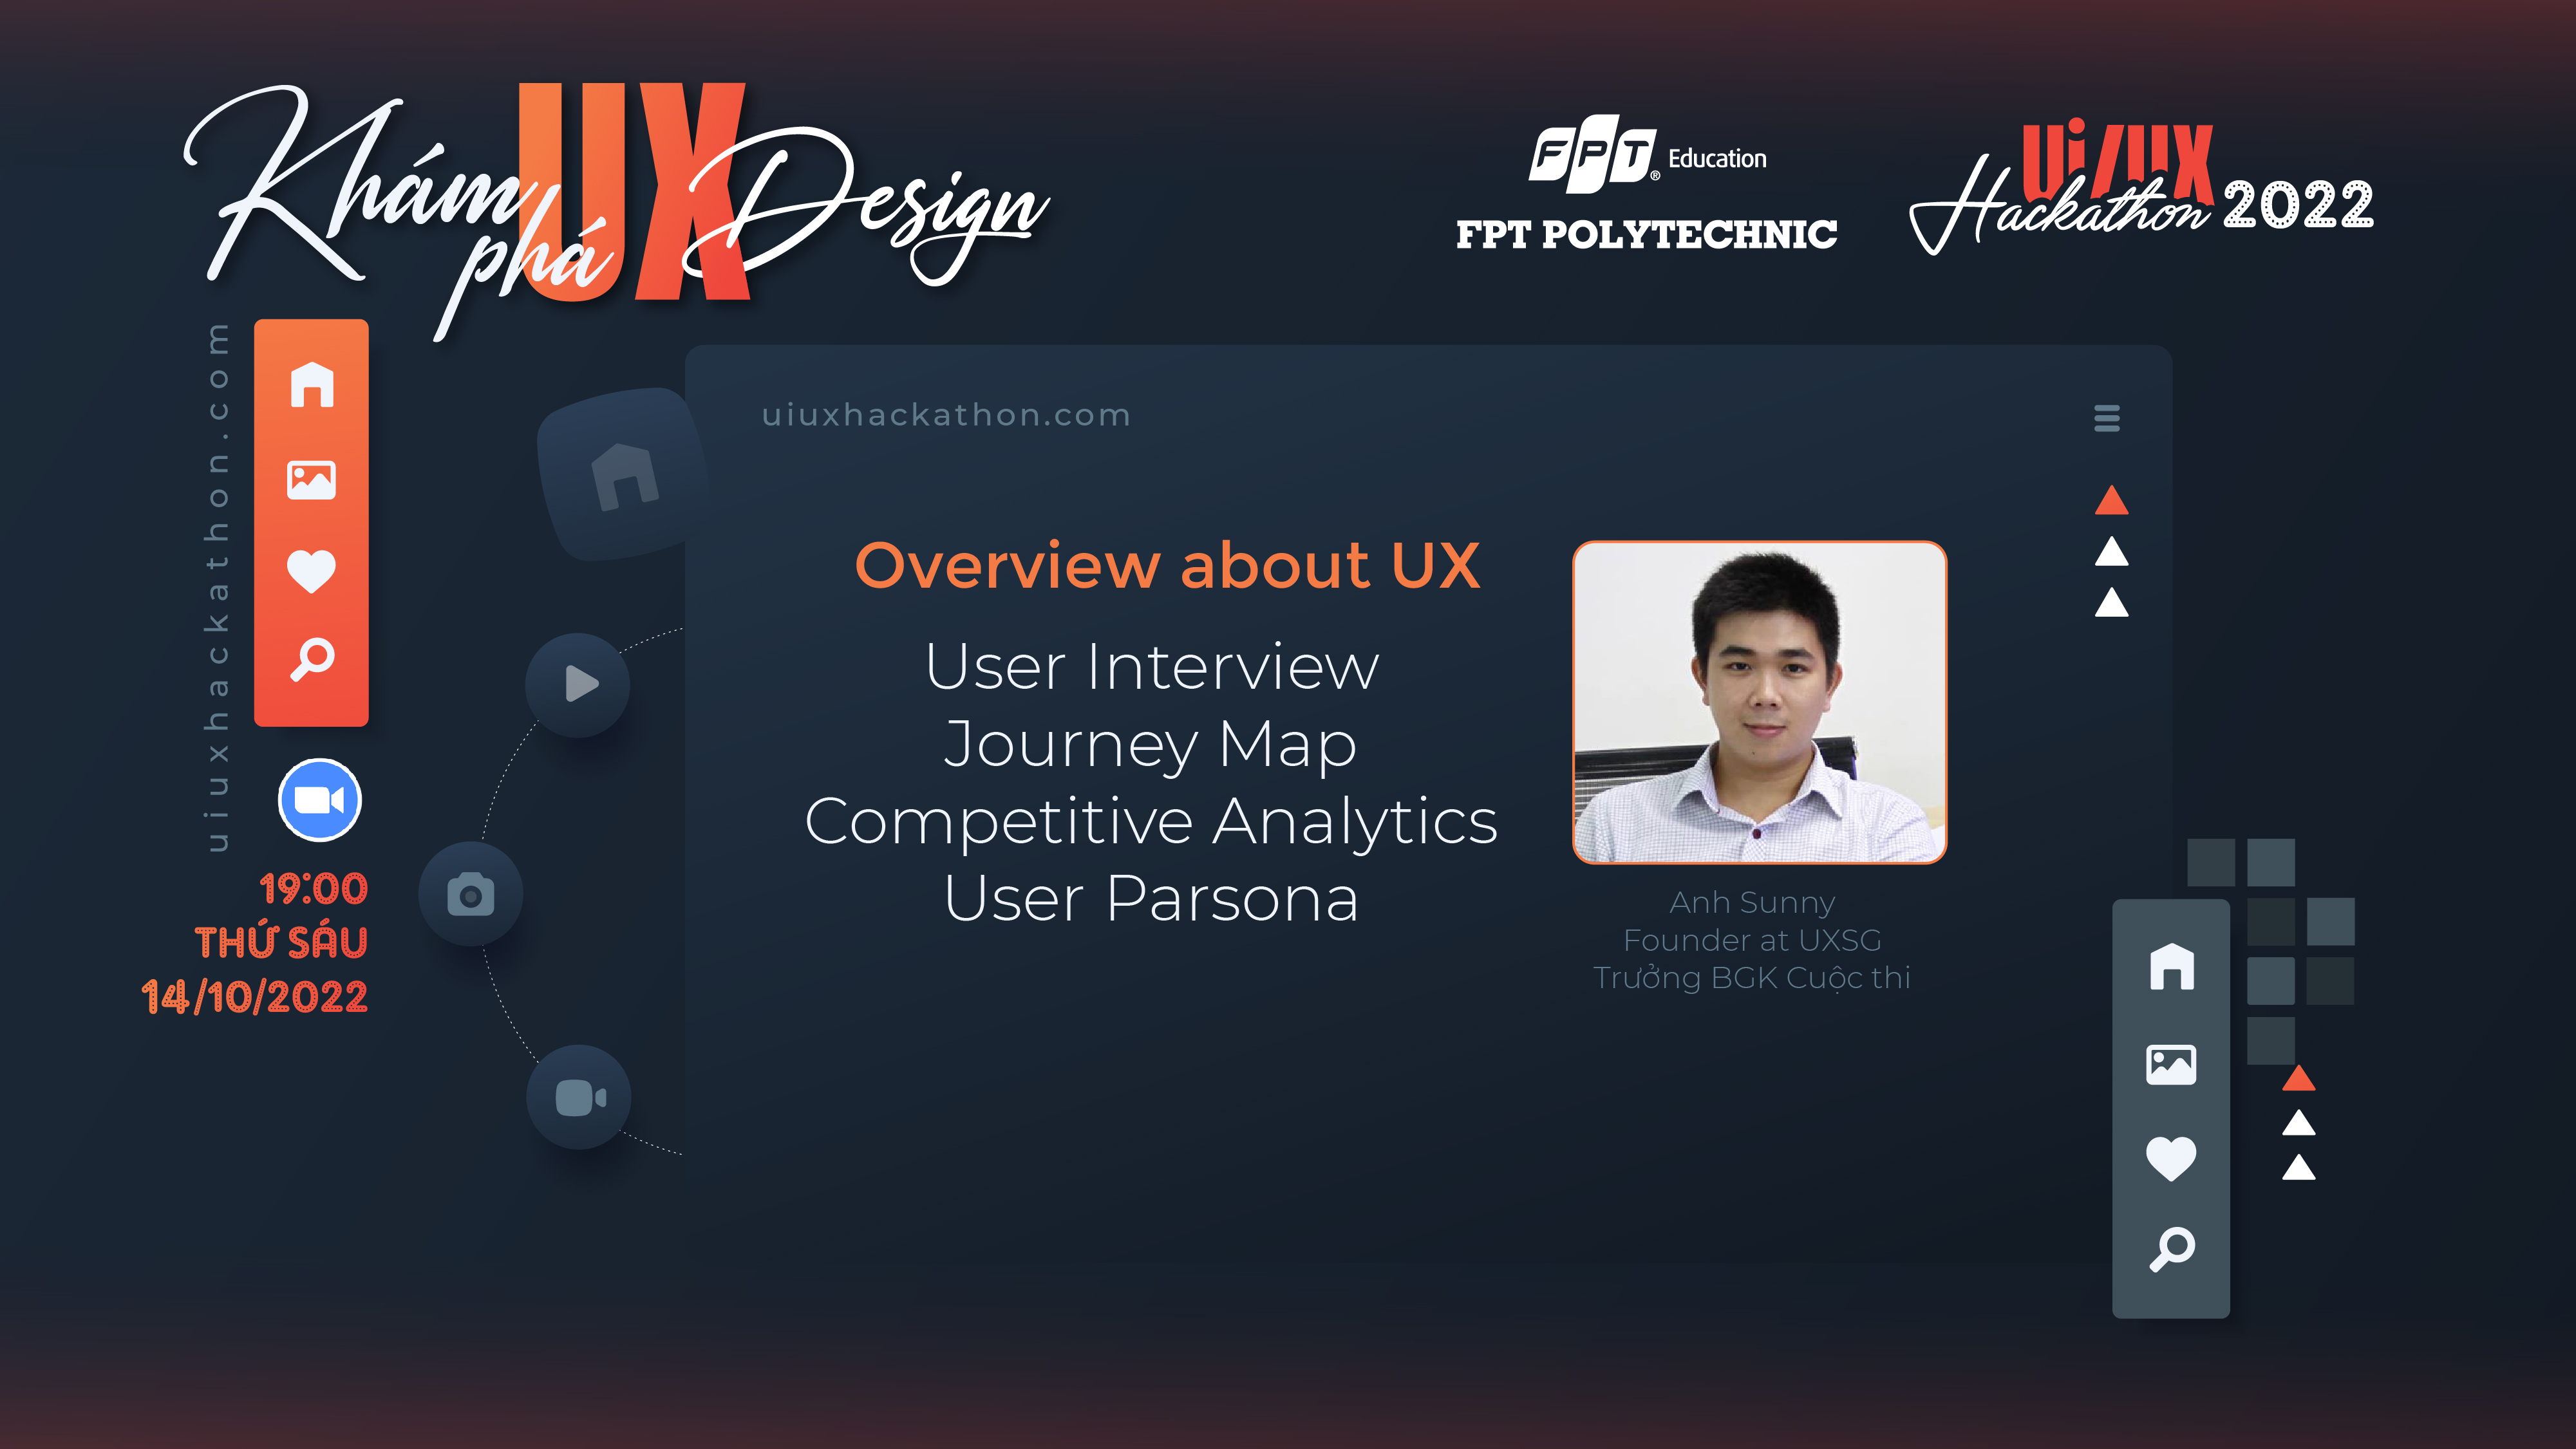 Khám phá UX Design
FPT® Education
FPT POLYTECHNIC
Ui/UX
Hackathon 2022
uiuxhackathon.com
uiuxhackathon.com
Overview about UX
User Interview
Journey Map
Competitive Analytics
User Parsona
Anh Sunny
Founder at UXSG
Trưởng BGK Cuộc thi
19:00
THỨ SÁU
14/10/2022